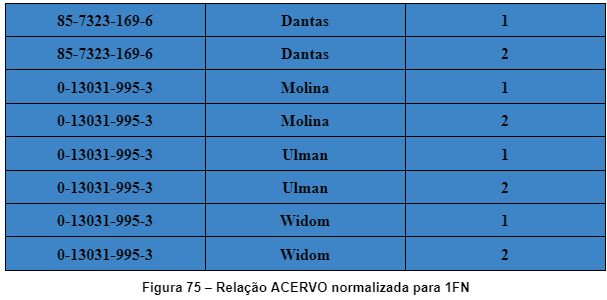 85-7323-169-6 Dantas 1
85-7323-169-6 Dantas 2
0-13031-995-3 Molina 1
0-13031-995-3 Molina 2
0-13031-995-3 Ulman 1
0-13031-995-3 Ulman 2
0-13031-995-3 Widom 1
0-13031-995-3 Widom 2
Figura 75 – Relação ACERVO normalizada para 1FN